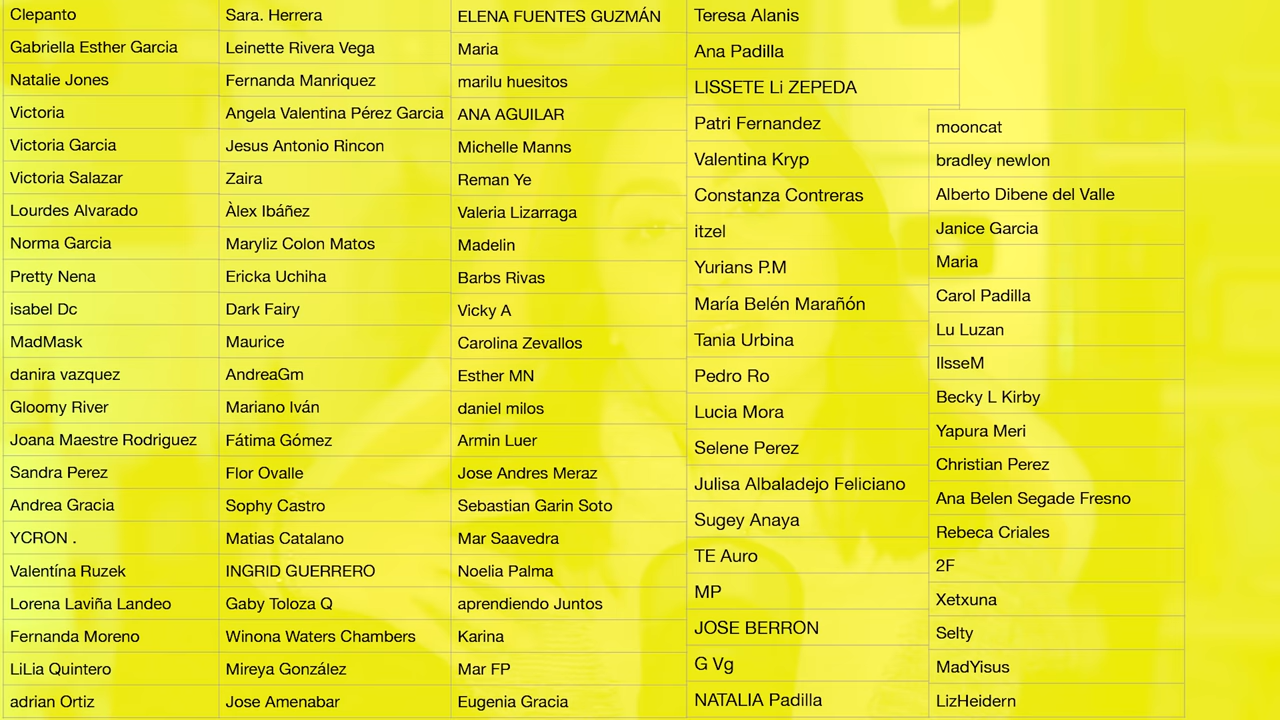 Clepanto
Gabriella Esther Garcia
Natalie Jones
Victoria
Victoria Garcia
Victoria Salazar
Lourdes Alvarado
Norma Garcia
Pretty Nena
isabel Dc
MadMask
danira vazquez
Gloomy River
Joana Maestre Rodriguez
Sandra Perez
Andrea Gracia
YCRON .
Valentína Ruzek
Lorena Laviña Landeo
Fernanda Moreno
LiLia Quintero
adrian Ortiz
Sara. Herrera
Leinette Rivera Vega
Fernanda Manriquez
Angela Valentina Pérez Garcia
Jesus Antonio Rincon
Zaira
Àlex Ibáñez
Maryliz Colon Matos
Ericka Uchiha
Dark Fairy
Maurice
AndreaGm
Mariano Iván
Fátima Gómez
Flor Ovalle
Sophy Castro
Matias Catalano
INGRID GUERRERO
Gaby Toloza Q
Winona Waters Chambers
Mireya González
Jose Amenabar
ELENA FUENTES GUZMÁN
Maria
marilu huesitos
ANA AGUILAR
Michelle Manns
Reman Ye
Valeria Lizarraga
Madelin
Barbs Rivas
Vicky A
Carolina Zevallos
Esther MN
daniel milos
Armin Luer
Jose Andres Meraz
Sebastian Garin Soto
Mar Saavedra
Noelia Palma
aprendiendo Juntos
Karina
Mar FP
Eugenia Gracia
Teresa Alanis
Ana Padilla
LISSETE Li ZEPEDA
Patri Fernandez
Valentina Kryp
Constanza Contreras
itzel
Yurians P.M
María Belén Marañón
Tania Urbina
Pedro Ro
Lucia Mora
Selene Perez
Julisa Albaladejo Feliciano
Sugey Anaya
TE Auro
MP
JOSE BERRON
G Vg
NATALIA Padilla
mooncat
bradley newlon
Alberto Dibene del Valle
Janice Garcia
Maria
Carol Padilla
Lu Luzan
IlsseM
Becky L Kirby
Yapura Meri
Christian Perez
Ana Belen Segade Fresno
Rebeca Criales
2F
Xetxuna
Selty
MadYisus
LizHeidern